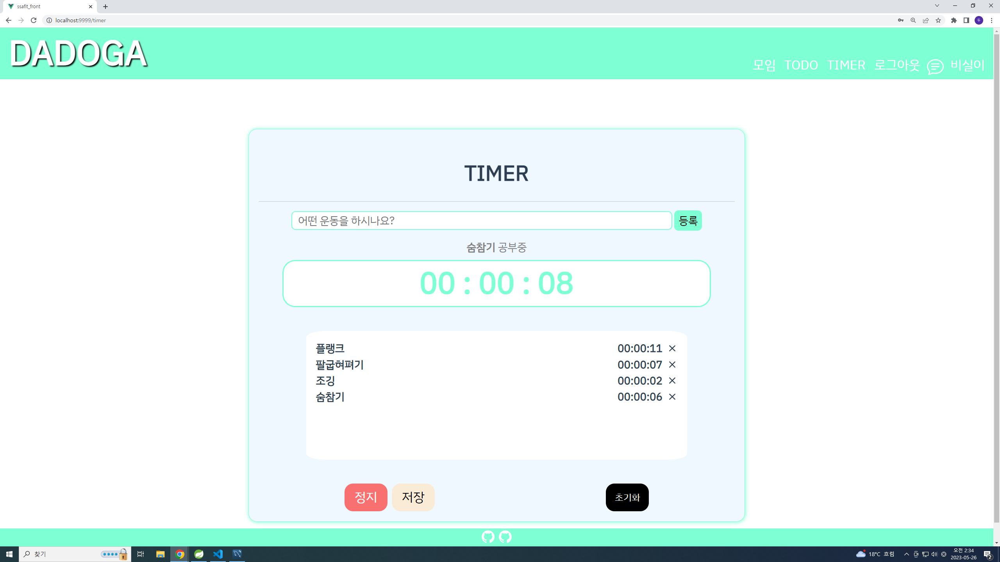 ssafit_front
localhost:9999/timer
두
DADOGA
모임 TODO TIMER 로그아웃 비실이
TIMER
어떤 운동을 하시나요? 등록
숨참기 공부중
00 : 00 : 08
플랭크 00:00:11
팔굽혀펴기 00:00:07
조깅 00:00:02
숨참기 00:00:06
정지 저장 초기화
찾기
18°C 흐림
오전 2:34
2023-05-26
2